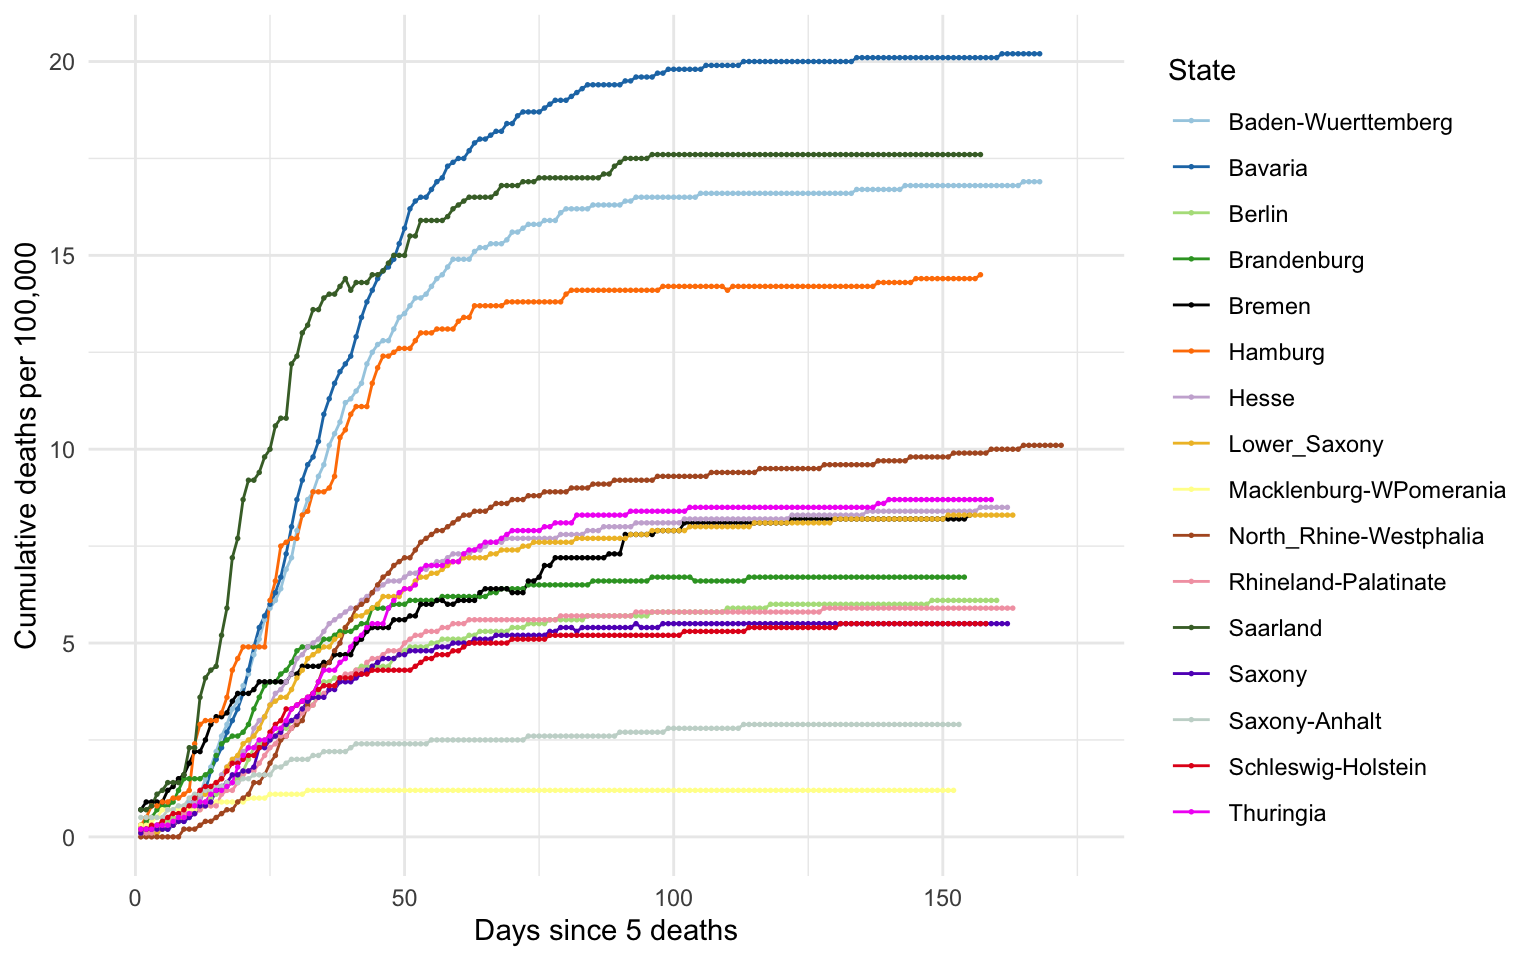 20
15
10
5
0
0 50 100 150
Days since 5 deaths
Cumulative deaths per 100,000
State
Baden-Wuerttemberg
Bavaria
Berlin
Brandenburg
Bremen
Hamburg
Hesse
Lower_Saxony
Macklenburg-WPomerania
North_Rhine-Westphalia
Rhineland-Palatinate
Saarland
Saxony
Saxony-Anhalt
Schleswig-Holstein
Thuringia